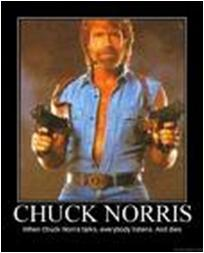 CHUCK NORRIS
When Chuck Norris talks, everybody listens. And dies